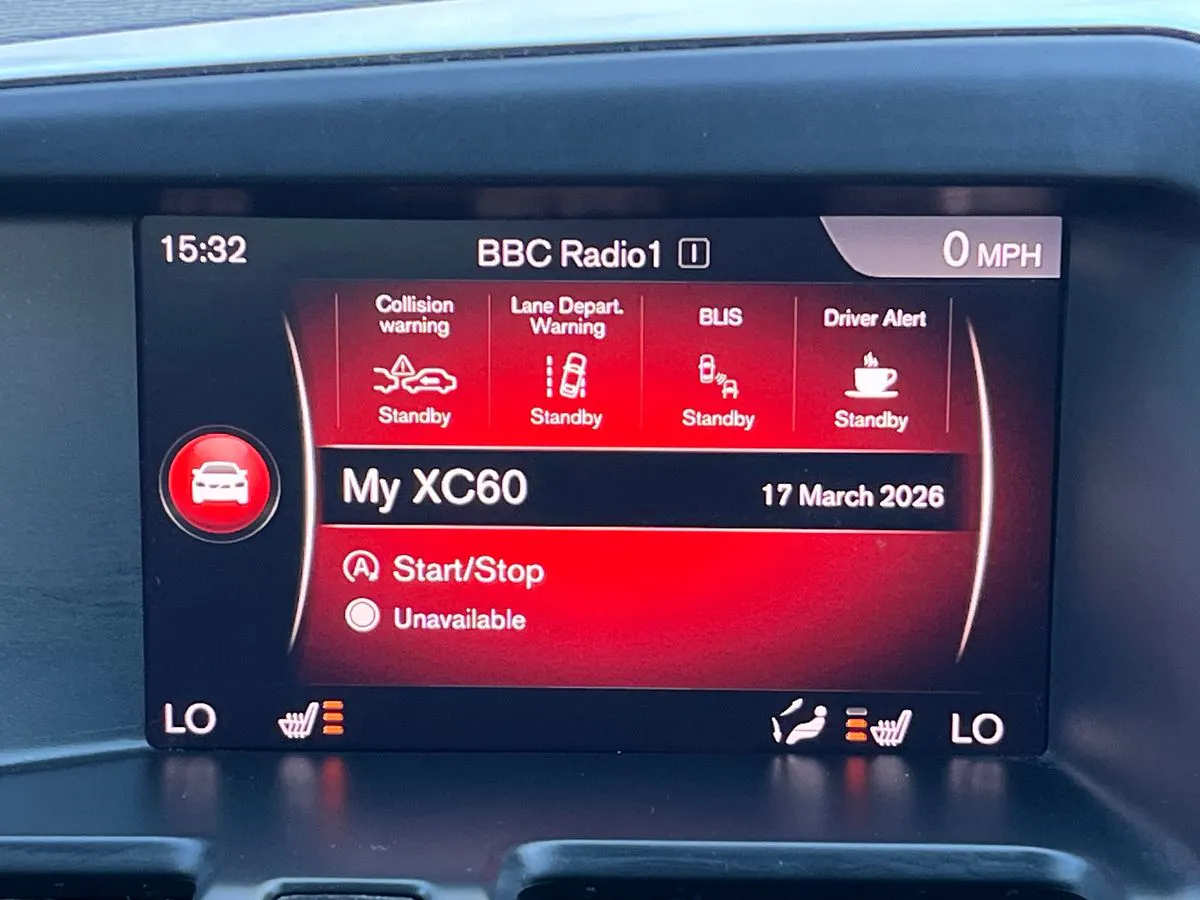 15:32
BBC Radio1 I
0 MPH
Collision
warning
Standby
Lane Depart.
Warning
Standby
BLIS
Standby
Driver Alert
Standby
My XC60
17 March 2026
A Start/Stop
Unavailable
LO
LO